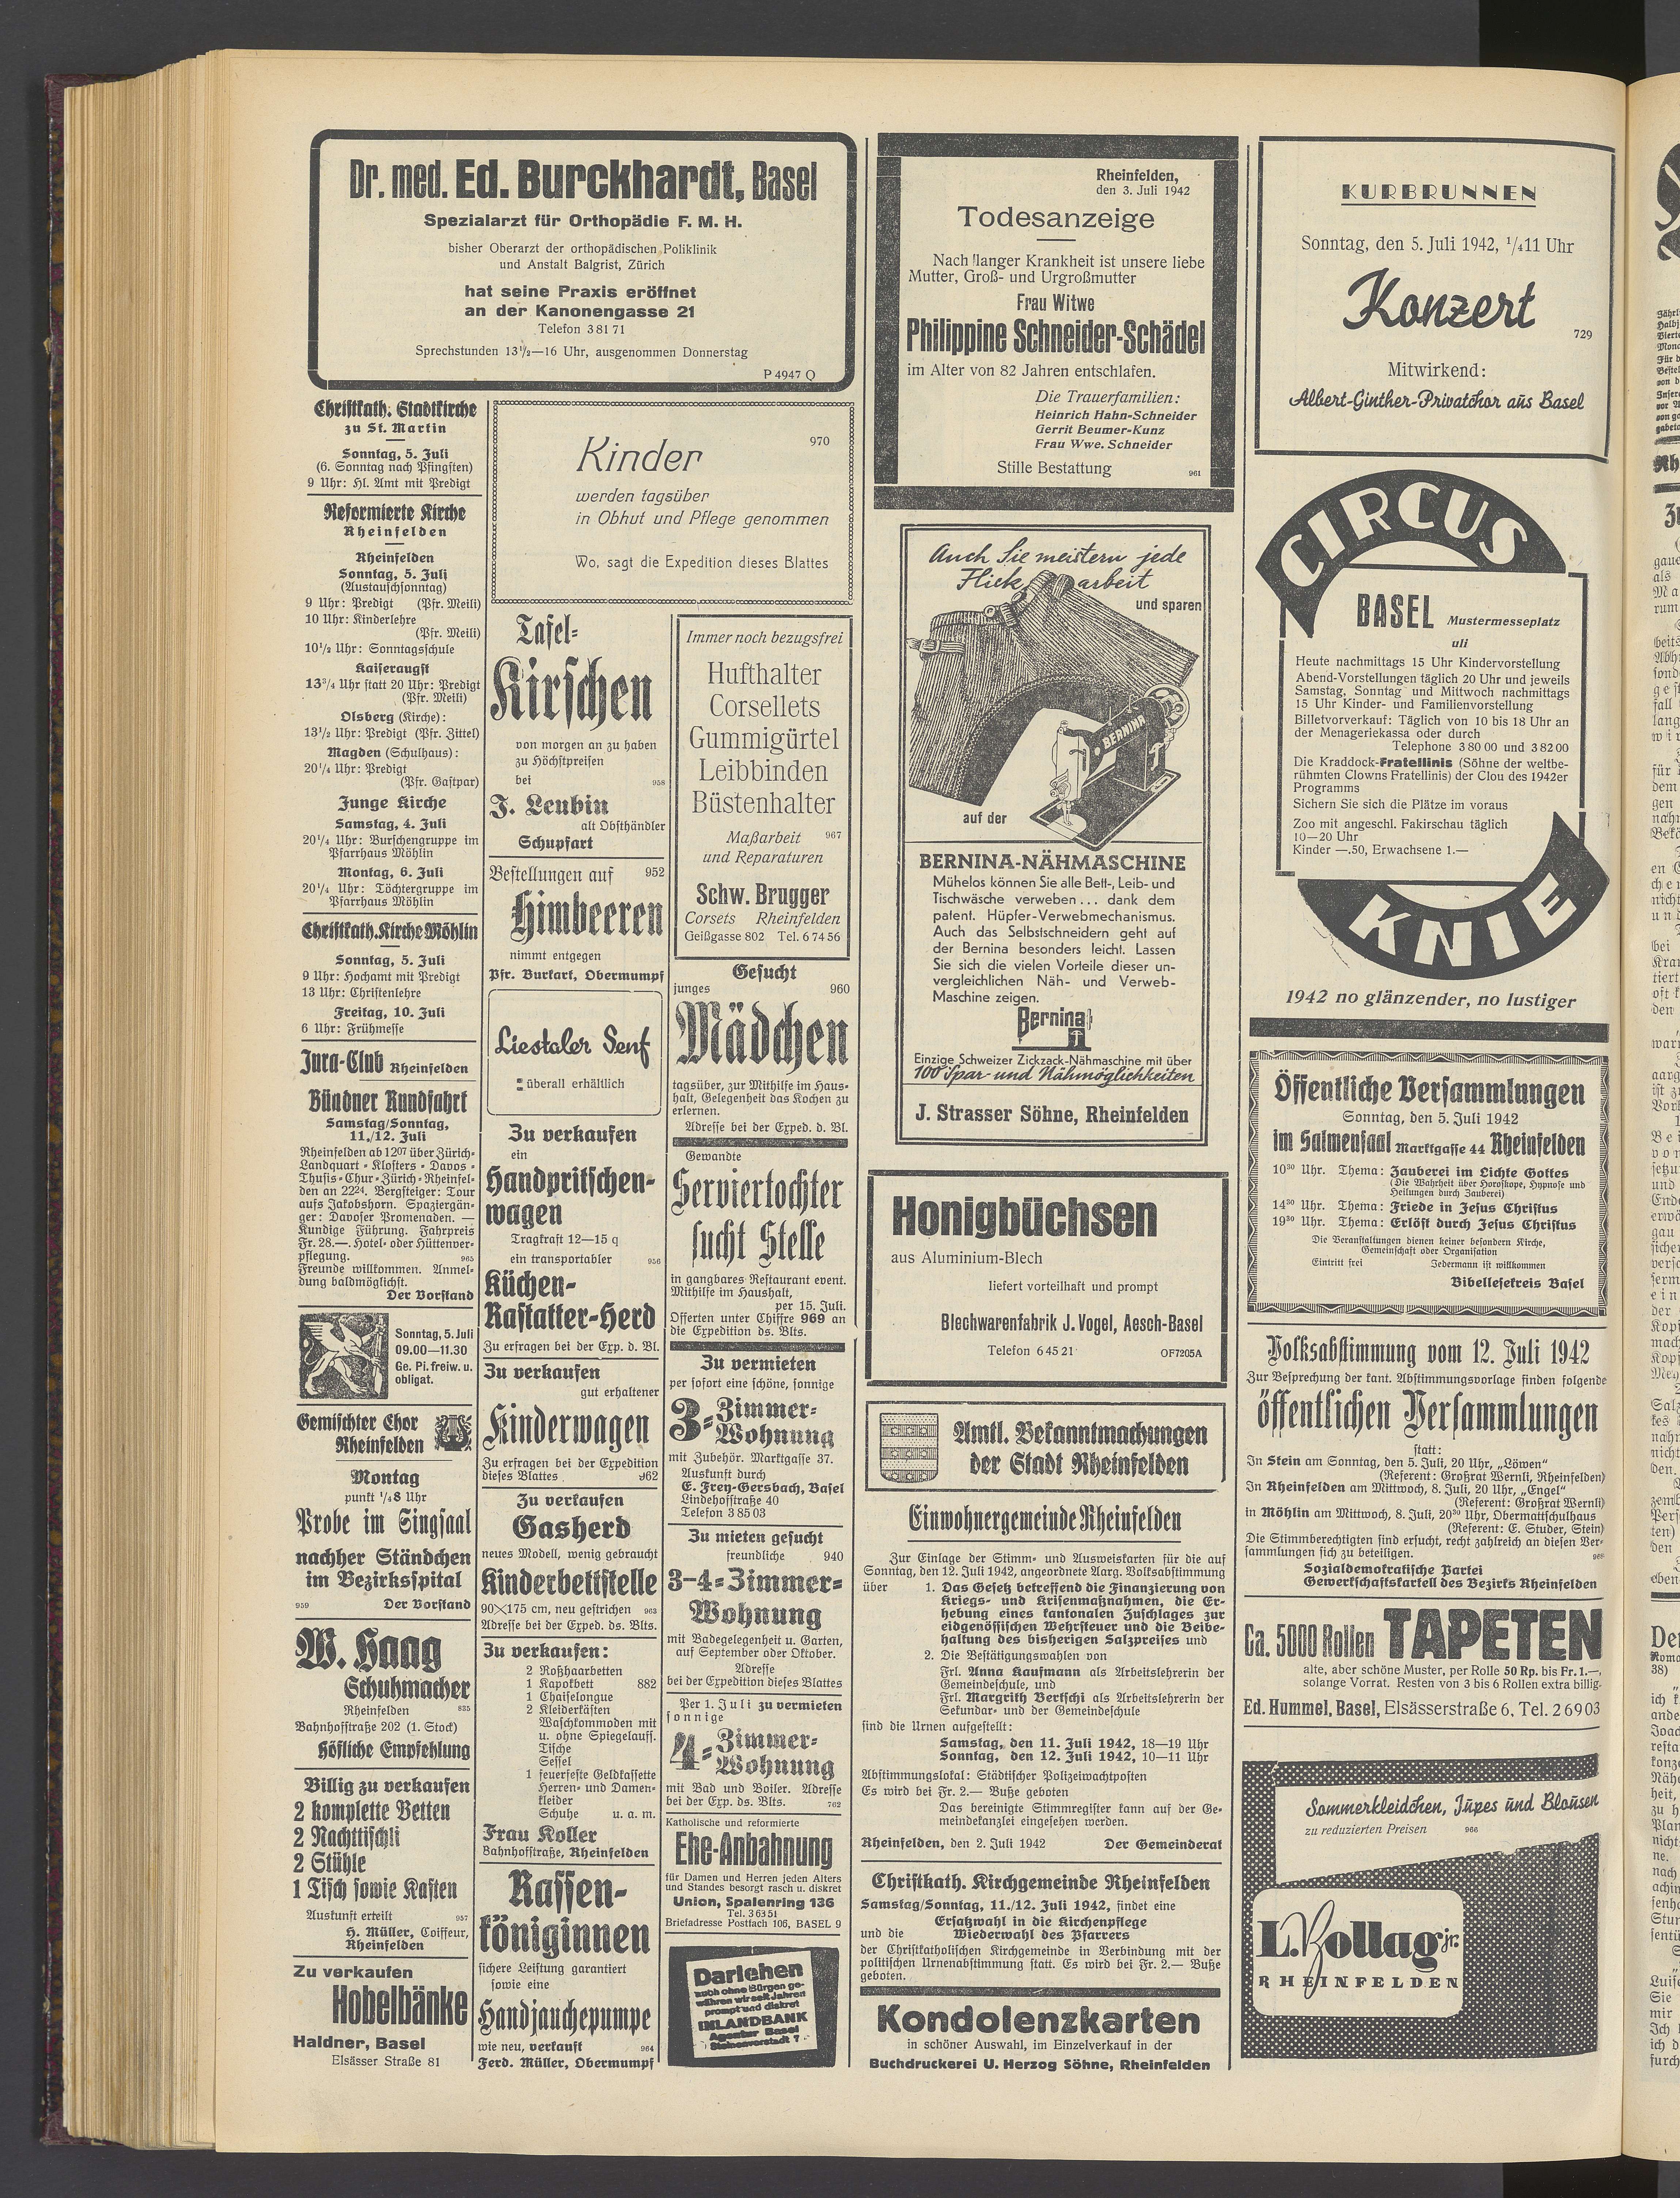 Dr. med. Ed. Burckhardt, Basel
Spezialarzt für Orthopädie F. M. H.
bisher Oberarzt der orthopädischen Poliklinik
und Anstalt Balgrist, Zürich
hat seine Praxis eröffnet
an der Kanonengasse 21
Telefon 3 81 71
Sprechstunden 13½—16 Uhr, ausgenommen Donnerstag
P 4947 Q
Christkath. Stadtkirche
zu St. Martin
Sonntag, 5. Juli
(6. Sonntag nach Pfingsten)
9 Uhr: Hl. Amt mit Predigt
Reformierte Kirche
Rheinfelden
Rheinfelden
Sonntag, 5. Juli
(Austauschsonntag)
9 Uhr: Predigt (Pfr. Meili)
10 Uhr: Kinderlehre
(Pfr. Meili)
10½ Uhr: Sonntagsschule
Kaiseraugst
13¾ Uhr statt 20 Uhr: Predigt
(Pfr. Meili)
Olsberg (Kirche):
13½ Uhr: Predigt (Pfr. Zittel)
Magden (Schulhaus):
20¼ Uhr: Predigt
(Pfr. Gastpar)
Junge Kirche
Samstag, 4. Juli
20¼ Uhr: Burschengruppe im
Pfarrhaus Möhlin
Montag, 6. Juli
20¼ Uhr: Töchtergruppe im
Pfarrhaus Möhlin
Christkath. Kirche Möhlin
Sonntag, 5. Juli
9 Uhr: Hochamt mit Predigt
13 Uhr: Christenlehre
Freitag, 10. Juli
6 Uhr: Frühmesse
Jura-Club Rheinfelden
Bündner Rundfahrt
Samstag/Sonntag,
11./12. Juli
Rheinfelden ab 1207 über Zürich-
Landquart - Klosters - Davos -
Thusis-Chur-Zürich-Rheinfel-
den an 2224. Bergsteiger: Tour
aufs Jakobshorn. Spaziergän-
ger: Davoser Promenaden. —
Kundige Führung. Fahrpreis
Fr. 28.—. Hotel- oder Hüttenver-
pflegung. 965
Freunde willkommen. Anmel-
dung baldmöglichst.
Der Vorstand
Sonntag, 5. Juli
09.00—11.30
Ge. Pi. freiw. u.
obligat.
Gemischter Chor
Rheinfelden
Montag
punkt ¼8 Uhr
Probe im Singsaal
nachher Ständchen
im Bezirksspital
959 Der Vorstand
W. Haag
Schuhmacher
Rheinfelden 835
Bahnhofstraße 202 (1. Stock)
Höfliche Empfehlung
Billig zu verkaufen
2 komplette Betten
2 Nachttischli
2 Stühle
1 Tisch sowie Kasten
Auskunft erteilt 957
H. Müller, Coiffeur,
Rheinfelden
Zu verkaufen
Hobelbänke
Haldner, Basel
Elsässer Straße 81
Kinder 970
werden tagsüber
in Obhut und Pflege genommen
Wo, sagt die Expedition dieses Blattes
Tafel-
Kirschen
von morgen an zu haben
zu Höchstpreisen
bei 958
J. Leubin
alt Obsthändler
Schupfart
Bestellungen auf 952
Himbeeren
nimmt entgegen
Pfr. Burkart, Obermumpf
Liestaler Senf
überall erhältlich
Zu verkaufen
ein
Handpritschen-
wagen
Tragkraft 12—15 q
ein transportabler 956
Küchen-
Rastatter-Herd
Zu erfragen bei der Exp. d. Bl.
Zu verkaufen
gut erhaltener
Kinderwagen
Zu erfragen bei der Expedition
dieses Blattes 962
Zu verkaufen
Gasherd
neues Modell, wenig gebraucht
Kinderbettstelle
90×175 cm, neu gestrichen 963
Adresse bei der Exped. ds. Blts.
Zu verkaufen:
2 Roßhaarbetten
1 Kapokbett 882
1 Chaiselongue
2 Kleiderkästen
Waschkommoden mit
u. ohne Spiegelaufs.
Tische
Sessel
1 feuerfeste Geldkassette
Herren- und Damen-
kleider
Schuhe u. a. m.
Frau Koller
Bahnhofstraße, Rheinfelden
Rassen-
königinnen
sichere Leistung garantiert
sowie eine
Handjauchepumpe
wie neu, verkauft 964
Ferd. Müller, Obermumpf
Immer noch bezugsfrei
Hufthalter
Corsellets
Gummigürtel
Leibbinden
Büstenhalter
Maßarbeit 967
und Reparaturen
Schw. Brugger
Corsets Rheinfelden
Geißgasse 802 Tel. 6 74 56
Gesucht
junges 960
Mädchen
tagsüber, zur Mithilfe im Haus-
halt, Gelegenheit das Kochen zu
erlernen.
Adresse bei der Exped. d. Bl.
Gewandte
Serviertochter
sucht Stelle
in gangbares Restaurant event.
Mithilfe im Haushalt,
per 15. Juli.
Offerten unter Chiffre 969 an
die Expedition ds. Blts.
Zu vermieten
per sofort eine schöne, sonnige
3-Zimmer-
Wohnung
mit Zubehör. Marktgasse 37.
Auskunft durch
E. Frey-Gersbach, Basel
Lindehofstraße 40
Telefon 3 85 03
Zu mieten gesucht
freundliche 940
3-4-Zimmer-
Wohnung
mit Badegelegenheit u. Garten,
auf September oder Oktober.
Adresse
bei der Expedition dieses Blattes
Per 1. Juli zu vermieten
sonnige
4-Zimmer-
Wohnung
mit Bad und Boiler. Adresse
bei der Exp. ds. Blts. 762
Katholische und reformierte
Ehe-Anbahnung
für Damen und Herren jeden Alters
und Standes besorgt rasch u. diskret
Union, Spalenring 136
Tel. 3 63 51
Briefadresse Postfach 106, BASEL 9
Darlehen
auch ohne Bürgen ge-
währen wir seit Jahren
prompt und diskret
INLANDBANK
Agentur Basel
Steinenvorstadt 7
Rheinfelden,
den 3. Juli 1942
Todesanzeige
Nach langer Krankheit ist unsere liebe
Mutter, Groß- und Urgroßmutter
Frau Witwe
Philippine Schneider-Schädel
im Alter von 82 Jahren entschlafen.
Die Trauerfamilien:
Heinrich Hahn-Schneider
Gerrit Beumer-Kunz
Frau Wwe. Schneider
Stille Bestattung 961
Auch Sie meistern jede
Flickarbeit
und sparen
BERNINA
auf der
BERNINA-NÄHMASCHINE
Mühelos können Sie alle Bett-, Leib- und
Tischwäsche verweben... dank dem
patent. Hüpfer-Verwebmechanismus.
Auch das Selbstschneidern geht auf
der Bernina besonders leicht. Lassen
Sie sich die vielen Vorteile dieser un-
vergleichlichen Näh- und Verweb-
Maschine zeigen.
Bernina
Einzige Schweizer Zickzack-Nähmaschine mit über
100 Spar- und Nähmöglichkeiten
J. Strasser Söhne, Rheinfelden
Honigbüchsen
aus Aluminium-Blech
liefert vorteilhaft und prompt
Blechwarenfabrik J. Vogel, Aesch-Basel
Telefon 6 45 21 OF7205A
Amtl. Bekanntmachungen
der Stadt Rheinfelden
Einwohnergemeinde Rheinfelden
Zur Einlage der Stimm- und Ausweiskarten für die auf
Sonntag, den 12. Juli 1942, angeordnete Aarg. Volksabstimmung
über 1. Das Gesetz betreffend die Finanzierung von
Kriegs- und Krisenmaßnahmen, die Er-
hebung eines kantonalen Zuschlages zur
eidgenössischen Wehrsteuer und die Beibe-
haltung des bisherigen Salzpreises und
2. Die Bestätigungswahlen von
Frl. Anna Kaufmann als Arbeitslehrerin der
Gemeindeschule, und
Frl. Margrith Bertschi als Arbeitslehrerin der
Sekundar- und der Gemeindeschule
sind die Urnen aufgestellt:
Samstag, den 11. Juli 1942, 18—19 Uhr
Sonntag, den 12. Juli 1942, 10—11 Uhr
Abstimmungslokal: Städtischer Polizeiwachtposten
Es wird bei Fr. 2.— Buße geboten
Das bereinigte Stimmregister kann auf der Ge-
meindekanzlei eingesehen werden.
Rheinfelden, den 2. Juli 1942 Der Gemeinderat
Christkath. Kirchgemeinde Rheinfelden
Samstag/Sonntag, 11./12. Juli 1942, findet eine
Ersatzwahl in die Kirchenpflege
und die Wiederwahl des Pfarrers
der Christkatholischen Kirchgemeinde in Verbindung mit der
politischen Urnenabstimmung statt. Es wird bei Fr. 2.— Buße
geboten.
Kondolenzkarten
in schöner Auswahl, im Einzelverkauf in der
Buchdruckerei U. Herzog Söhne, Rheinfelden
KURBRUNNEN
Sonntag, den 5. Juli 1942, ¼11 Uhr
Konzert
729
Mitwirkend:
Albert-Ginther-Privatchor aus Basel
CIRCUS
BASEL Mustermesseplatz
uli
Heute nachmittags 15 Uhr Kindervorstellung
Abend-Vorstellungen täglich 20 Uhr und jeweils
Samstag, Sonntag und Mittwoch nachmittags
15 Uhr Kinder- und Familienvorstellung
Billetvorverkauf: Täglich von 10 bis 18 Uhr an
der Menageriekassa oder durch
Telephone 3 80 00 und 3 82 00
Die Kraddock-Fratellinis (Söhne der weltbe-
rühmten Clowns Fratellinis) der Clou des 1942er
Programms
Sichern Sie sich die Plätze im voraus
Zoo mit angeschl. Fakirschau täglich
10—20 Uhr
Kinder —.50, Erwachsene 1.—
KNIE
1942 no glänzender, no lustiger
Öffentliche Versammlungen
Sonntag, den 5. Juli 1942
im Salmensaal Marktgasse 44 Rheinfelden
10³⁰ Uhr. Thema: Zauberei im Lichte Gottes
(Die Wahrheit über Horoskope, Hypnose und
Heilungen durch Zauberei)
14³⁰ Uhr. Thema: Friede in Jesus Christus
19³⁰ Uhr. Thema: Erlöst durch Jesus Christus
Die Veranstaltungen dienen keiner besondern Kirche,
Gemeinschaft oder Organisation
Eintritt frei Jedermann ist willkommen
Bibellesekreis Basel
Volksabstimmung vom 12. Juli 1942
Zur Besprechung der kant. Abstimmungsvorlage finden folgende
öffentlichen Versammlungen
statt:
In Stein am Sonntag, den 5. Juli, 20 Uhr, „Löwen“
(Referent: Großrat Wernli, Rheinfelden)
In Rheinfelden am Mittwoch, 8. Juli, 20 Uhr, „Engel“
(Referent: Großrat Wernli)
in Möhlin am Mittwoch, 8. Juli, 20³⁰ Uhr, Obermattschulhaus
(Referent: E. Studer, Stein)
Die Stimmberechtigten sind ersucht, recht zahlreich an diesen Ver-
sammlungen sich zu beteiligen. 968
Sozialdemokratische Partei
Gewerkschaftskartell des Bezirks Rheinfelden
Ca. 5000 Rollen TAPETEN
alte, aber schöne Muster, per Rolle 50 Rp. bis Fr. 1.—,
solange Vorrat. Resten von 3 bis 6 Rollen extra billig.
Ed. Hummel, Basel, Elsässerstraße 6, Tel. 2 69 03
Sommerkleidchen, Jupes und Blousen
zu reduzierten Preisen 966
L. Bollag jr.
RHEINFELDEN